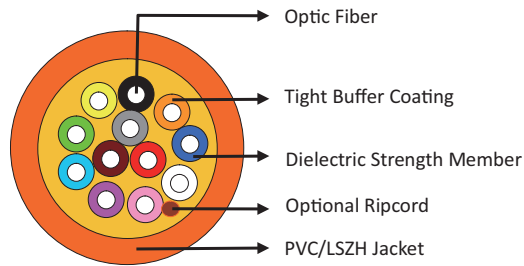 Optic Fiber
Tight Buffer Coating
Dielectric Strength Member
Optional Ripcord
PVC/LSZH Jacket